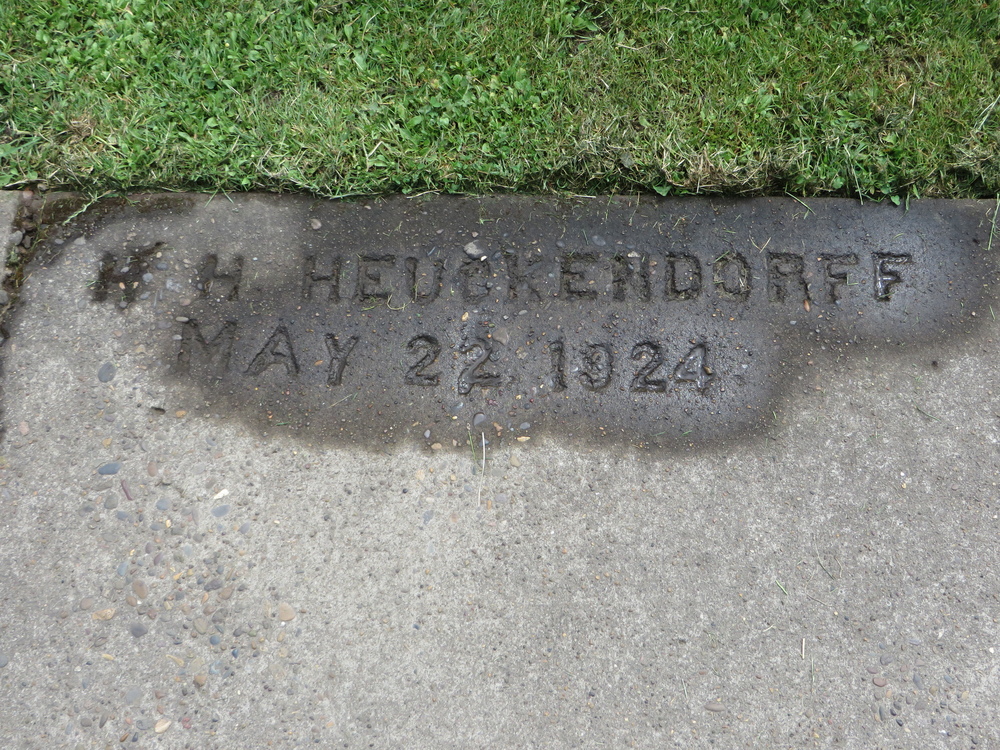 W. H. HEUCKENDORFF
MAY 22 1924